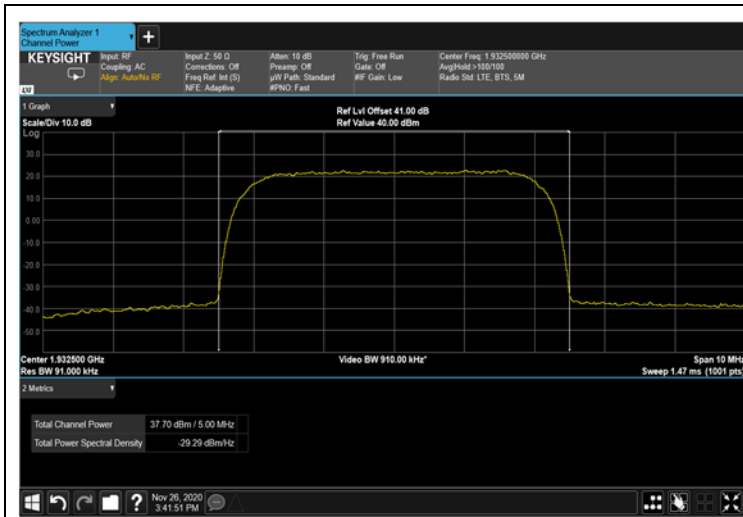 Spectrum Analyzer 1
Channel Power
KEYSIGHT
Input: RF
Coupling: AC
Align: Auto/No RF
Input Z: 50 Ω
Corrections: Off
Freq Ref: Int (S)
NFE: Adaptive
Atten: 10 dB
Preamp: Off
µW Path: Standard
#PNO: Fast
Trig: Free Run
Gate: Off
#IF Gain: Low
Center Freq: 1.932500000 GHz
Avg|Hold:>100/100
Radio Std: LTE, BTS, 5M
LXI
1 Graph
Scale/Div 10.0 dB
Ref Lvl Offset 41.00 dB
Ref Value 40.00 dBm
Log
30.0
20.0
10.0
0.00
-10.0
-20.0
-30.0
-40.0
-50.0
Center 1.932500 GHz
Video BW 910.00 kHz*
Span 10 MHz
Res BW 91.000 kHz
Sweep 1.47 ms (1001 pts)
2 Metrics
Total Channel Power 37.70 dBm / 5.00 MHz
Total Power Spectral Density -29.29 dBm/Hz
?
Nov 26, 2020
3:41:51 PM